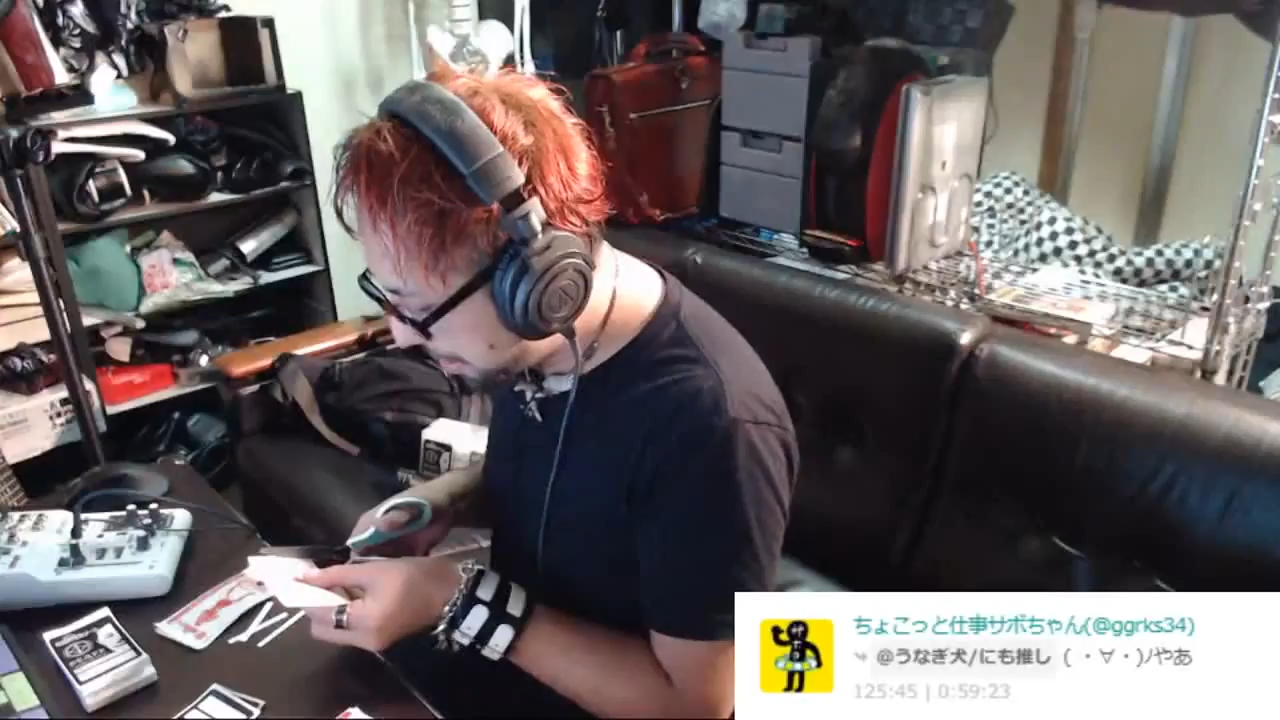 ちょこっと仕事サボちゃん(@ggrks34)
@うなぎ犬/にも推し (・∀・)ノやあ
125:45 | 0:59:23